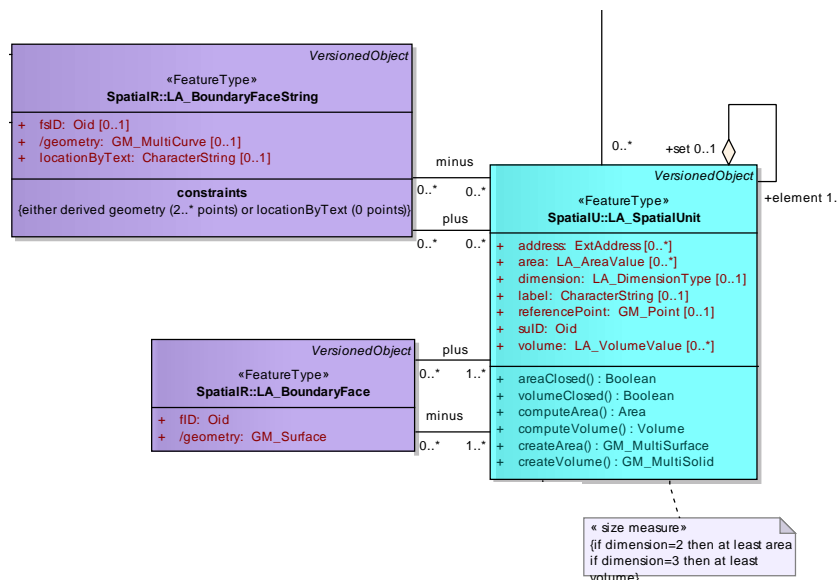 VersionedObject
«FeatureType»
SpatialR::LA_BoundaryFaceString
+ fsID: Oid [0..1]
+ /geometry: GM_MultiCurve [0..1]
+ locationByText: CharacterString [0..1]
constraints
{either derived geometry (2..* points) or locationByText (0 points)}
minus
0..* 0..*
plus
0..* 0..*
0..*
+set 0..1
+element 1.
VersionedObject
«FeatureType»
SpatialU::LA_SpatialUnit
+ address: ExtAddress [0..*]
+ area: LA_AreaValue [0..*]
+ dimension: LA_DimensionType [0..1]
+ label: CharacterString [0..1]
+ referencePoint: GM_Point [0..1]
+ suID: Oid
+ volume: LA_VolumeValue [0..*]
+ areaClosed() : Boolean
+ volumeClosed() : Boolean
+ computeArea() : Area
+ computeVolume() : Volume
+ createArea() : GM_MultiSurface
+ createVolume() : GM_MultiSolid
VersionedObject
«FeatureType»
SpatialR::LA_BoundaryFace
+ fID: Oid
+ /geometry: GM_Surface
plus
0..* 1..*
minus
0..* 1..*
« size measure»
{if dimension=2 then at least area
if dimension=3 then at least
volume}